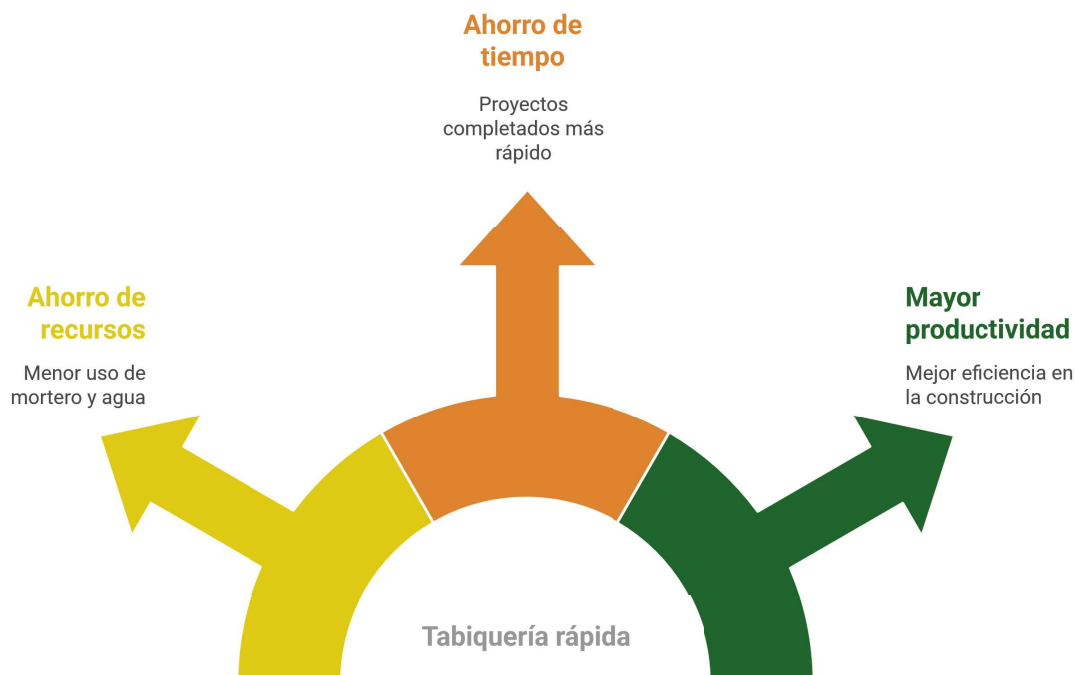 Ahorro de
tiempo
Proyectos
completados más
rápido
Ahorro de
recursos
Menor uso de
mortero y agua
Mayor
productividad
Mejor eficiencia en
la construcción
Tabiquería rápida